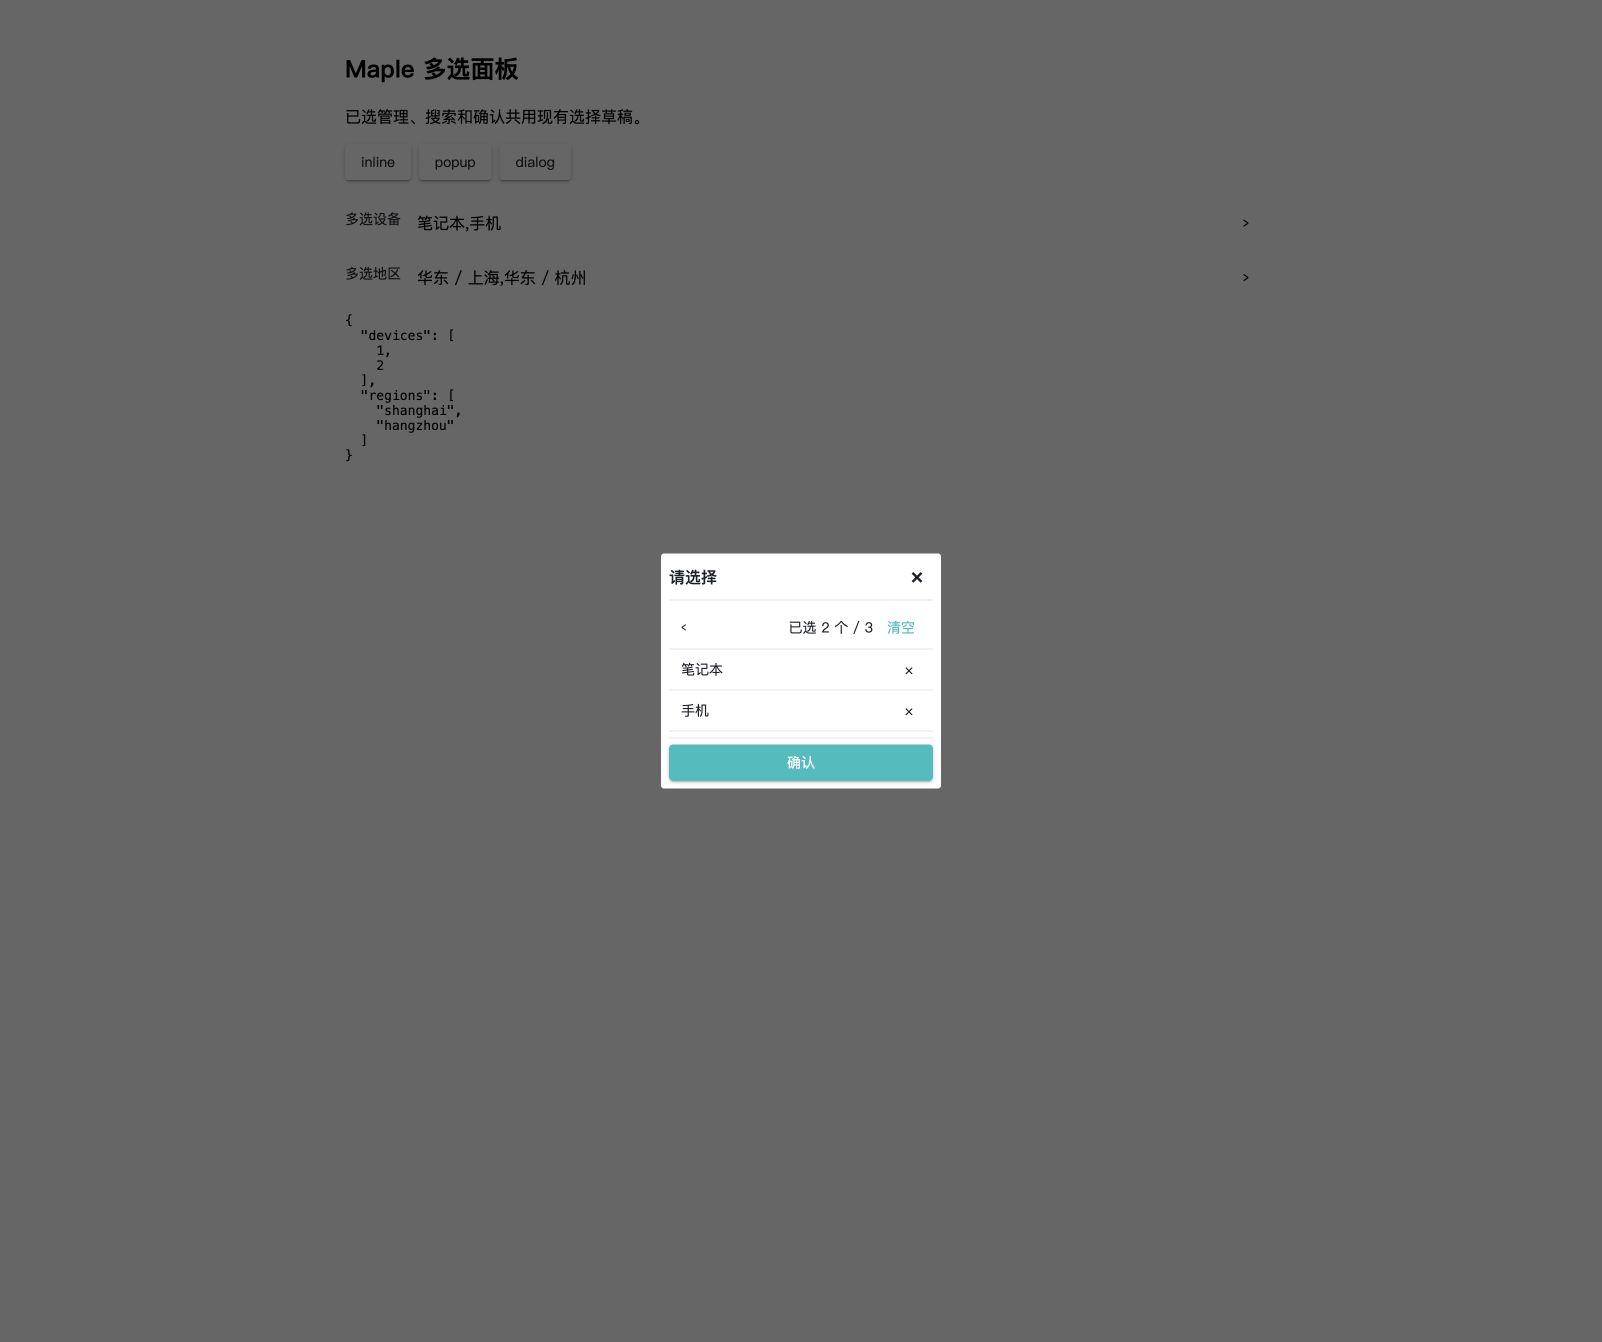 Maple 多选面板
已选管理、搜索和确认共用现有选择草稿。
inline popup dialog
多选设备 笔记本,手机 >
多选地区 华东 / 上海,华东 / 杭州 >
{
  "devices": [
    1,
    2
  ],
  "regions": [
    "shanghai",
    "hangzhou"
  ]
}
请选择 ×
< 已选 2 个 / 3 清空
笔记本 ×
手机 ×
确认